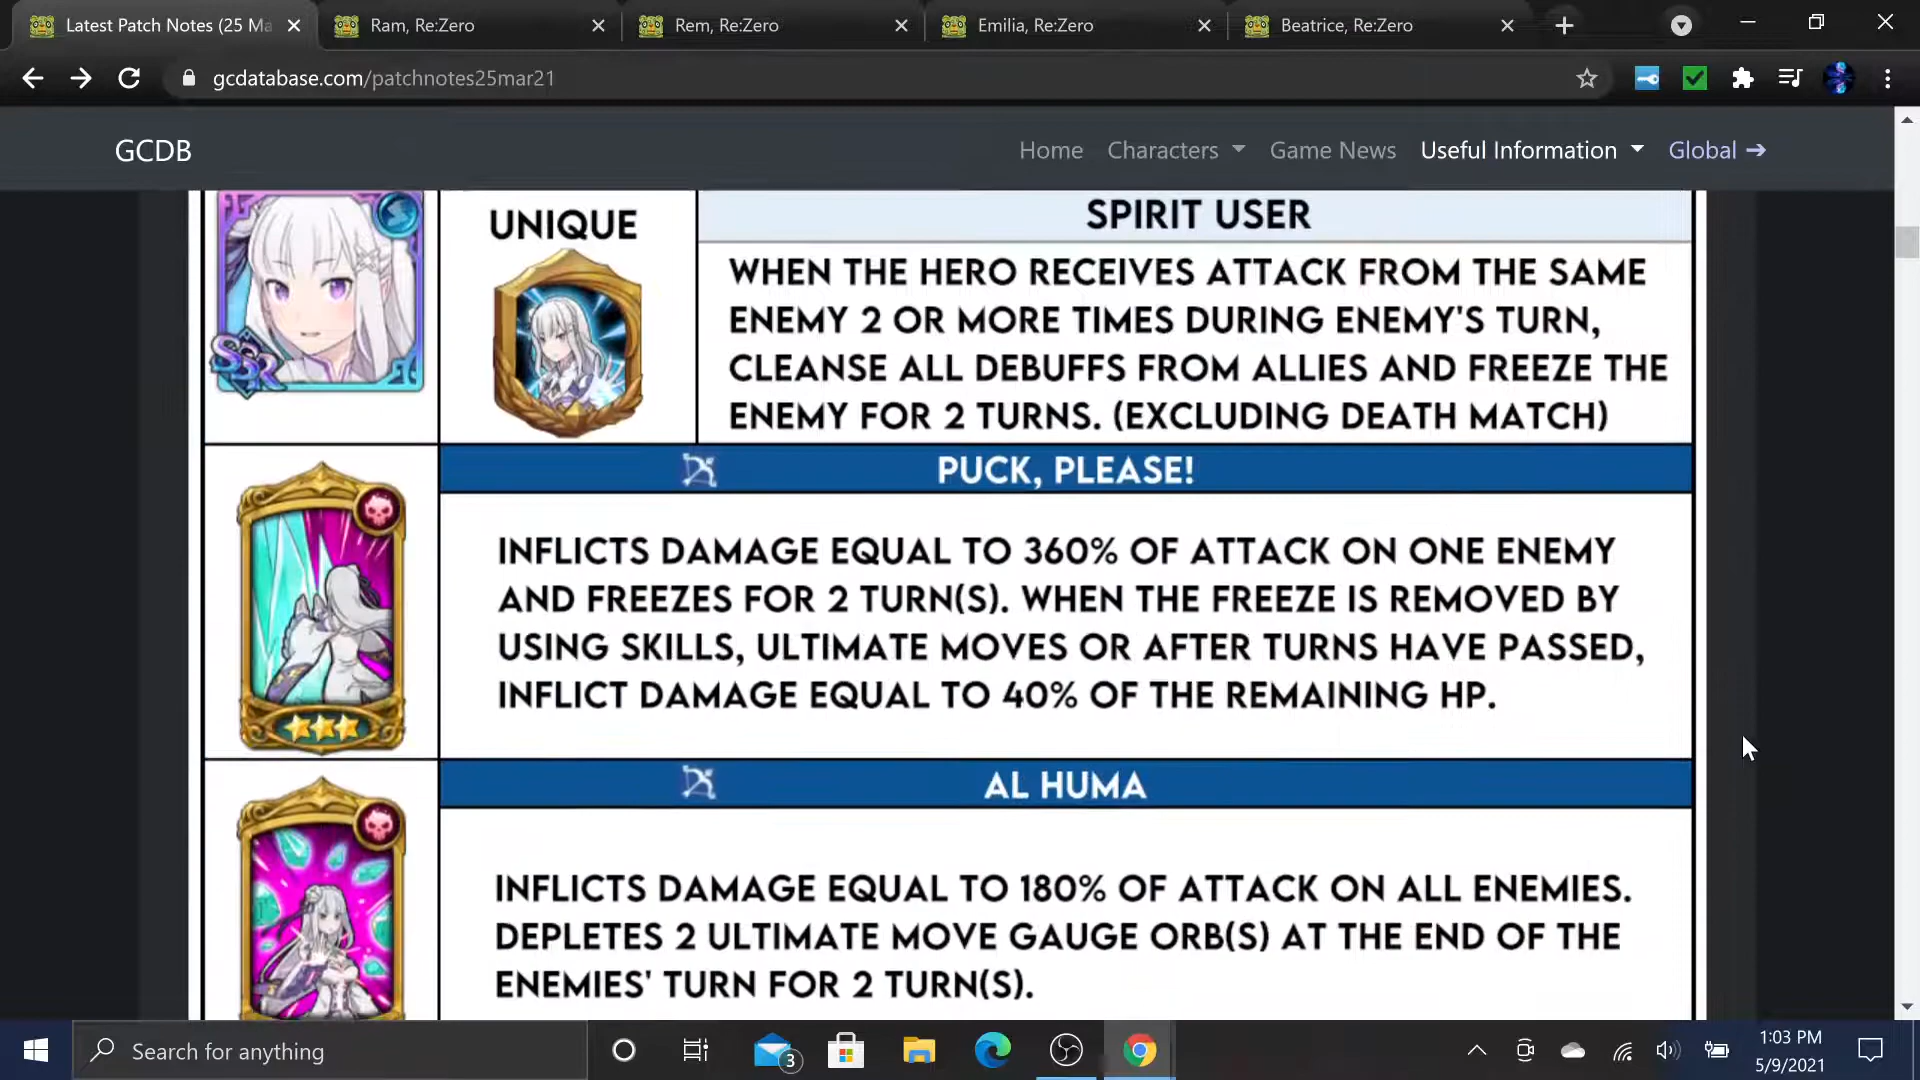 Latest Patch Notes (25 Ma
Ram, Re:Zero
Rem, Re:Zero
Emilia, Re:Zero
Beatrice, Re:Zero
gcdatabase.com/patchnotes25mar21
GCDB
Home
Characters
Game News
Useful Information
Global →
SSR
UNIQUE
SPIRIT USER
WHEN THE HERO RECEIVES ATTACK FROM THE SAME
ENEMY 2 OR MORE TIMES DURING ENEMY'S TURN,
CLEANSE ALL DEBUFFS FROM ALLIES AND FREEZE THE
ENEMY FOR 2 TURNS. (EXCLUDING DEATH MATCH)
PUCK, PLEASE!
INFLICTS DAMAGE EQUAL TO 360% OF ATTACK ON ONE ENEMY
AND FREEZES FOR 2 TURN(S). WHEN THE FREEZE IS REMOVED BY
USING SKILLS, ULTIMATE MOVES OR AFTER TURNS HAVE PASSED,
INFLICT DAMAGE EQUAL TO 40% OF THE REMAINING HP.
AL HUMA
INFLICTS DAMAGE EQUAL TO 180% OF ATTACK ON ALL ENEMIES.
DEPLETES 2 ULTIMATE MOVE GAUGE ORB(S) AT THE END OF THE
ENEMIES' TURN FOR 2 TURN(S).
Search for anything
3
1:03 PM
5/9/2021